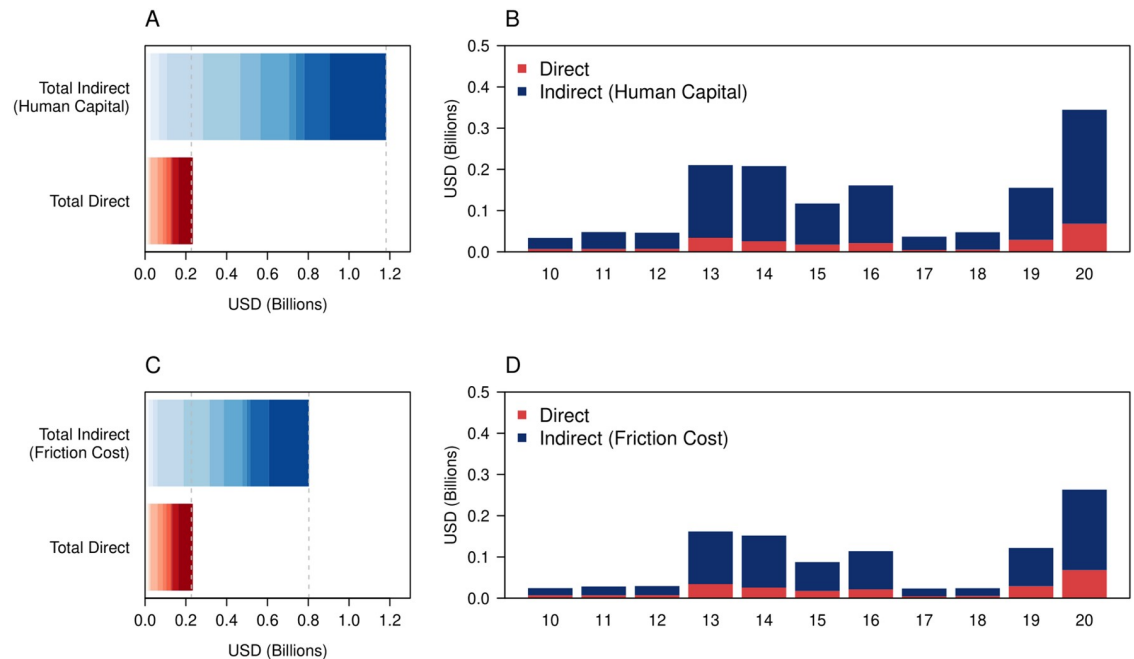 A
Total Indirect
(Human Capital)
Total Direct
0.0 0.2 0.4 0.6 0.8 1.0 1.2
USD (Billions)
B
USD (Billions)
0.5
0.4
0.3
0.2
0.1
0.0
Direct
Indirect (Human Capital)
10 11 12 13 14 15 16 17 18 19 20
C
Total Indirect
(Friction Cost)
Total Direct
0.0 0.2 0.4 0.6 0.8 1.0 1.2
USD (Billions)
D
USD (Billions)
0.5
0.4
0.3
0.2
0.1
0.0
Direct
Indirect (Friction Cost)
10 11 12 13 14 15 16 17 18 19 20